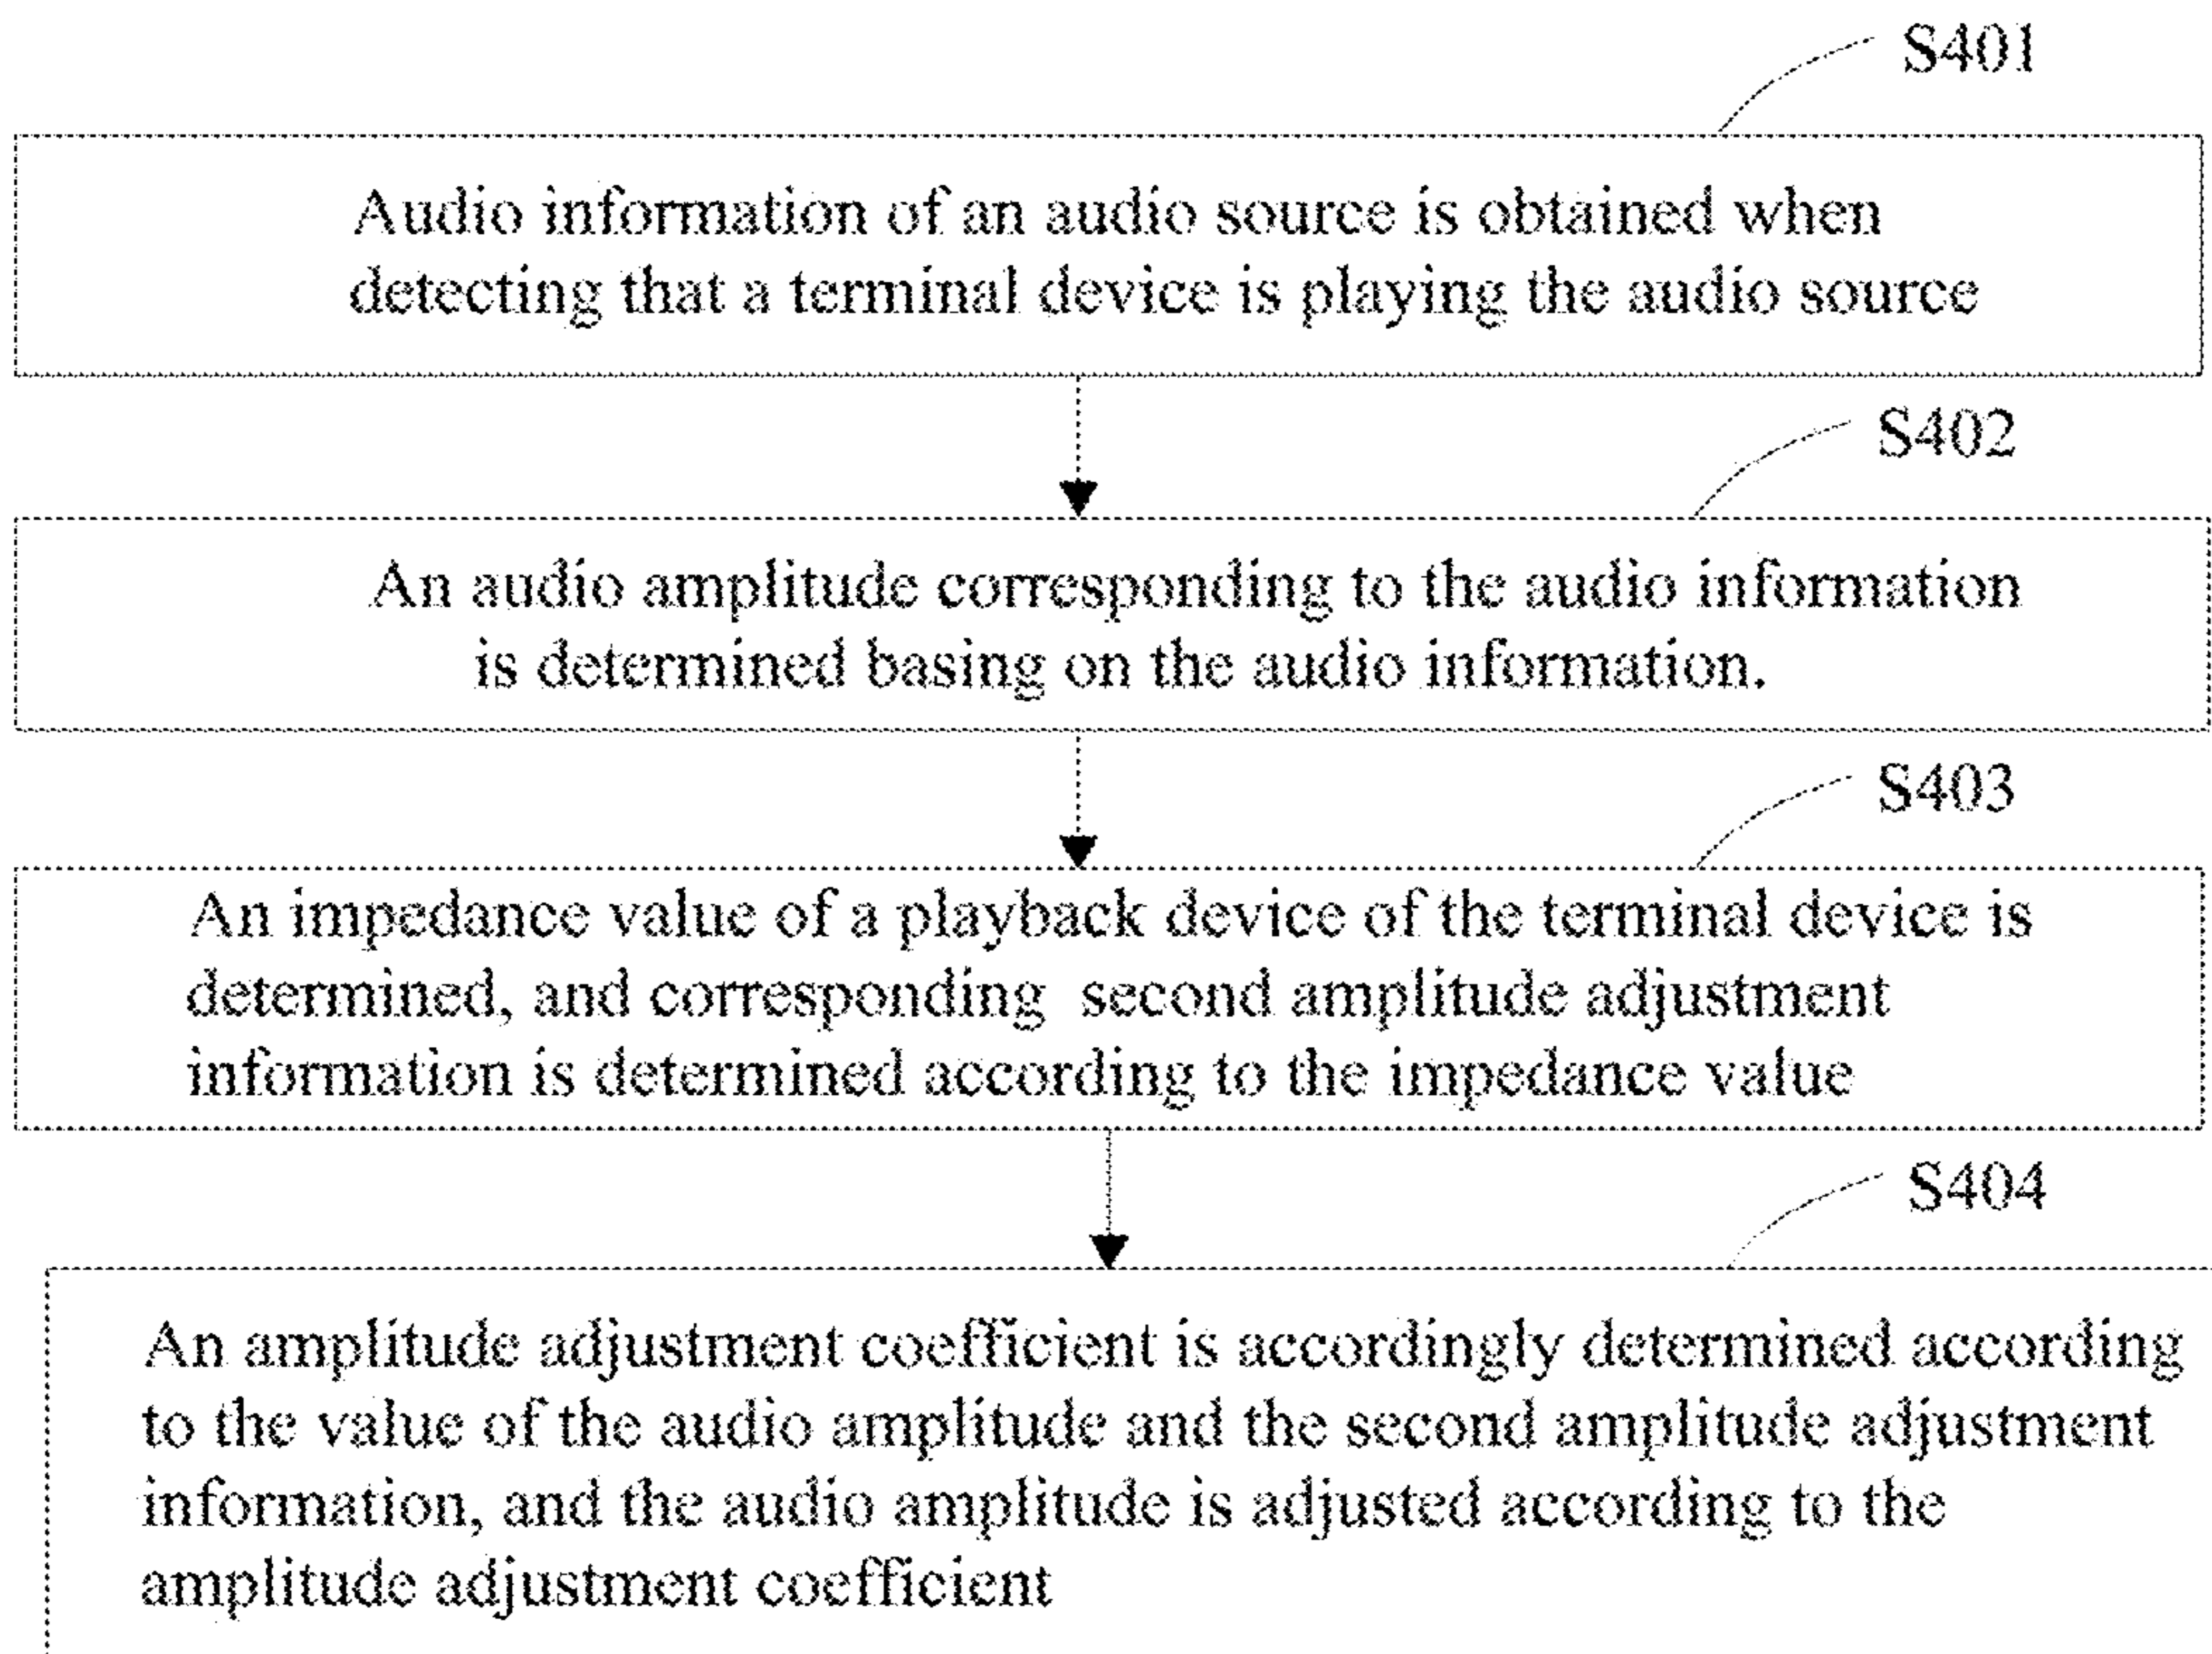 S401
Audio information of an audio source is obtained when
detecting that a terminal device is playing the audio source
S402
An audio amplitude corresponding to the audio information
is determined basing on the audio information.
S403
An impedance value of a playback device of the terminal device is
determined, and corresponding second amplitude adjustment
information is determined according to the impedance value
S404
An amplitude adjustment coefficient is accordingly determined according
to the value of the audio amplitude and the second amplitude adjustment
information, and the audio amplitude is adjusted according to the
amplitude adjustment coefficient